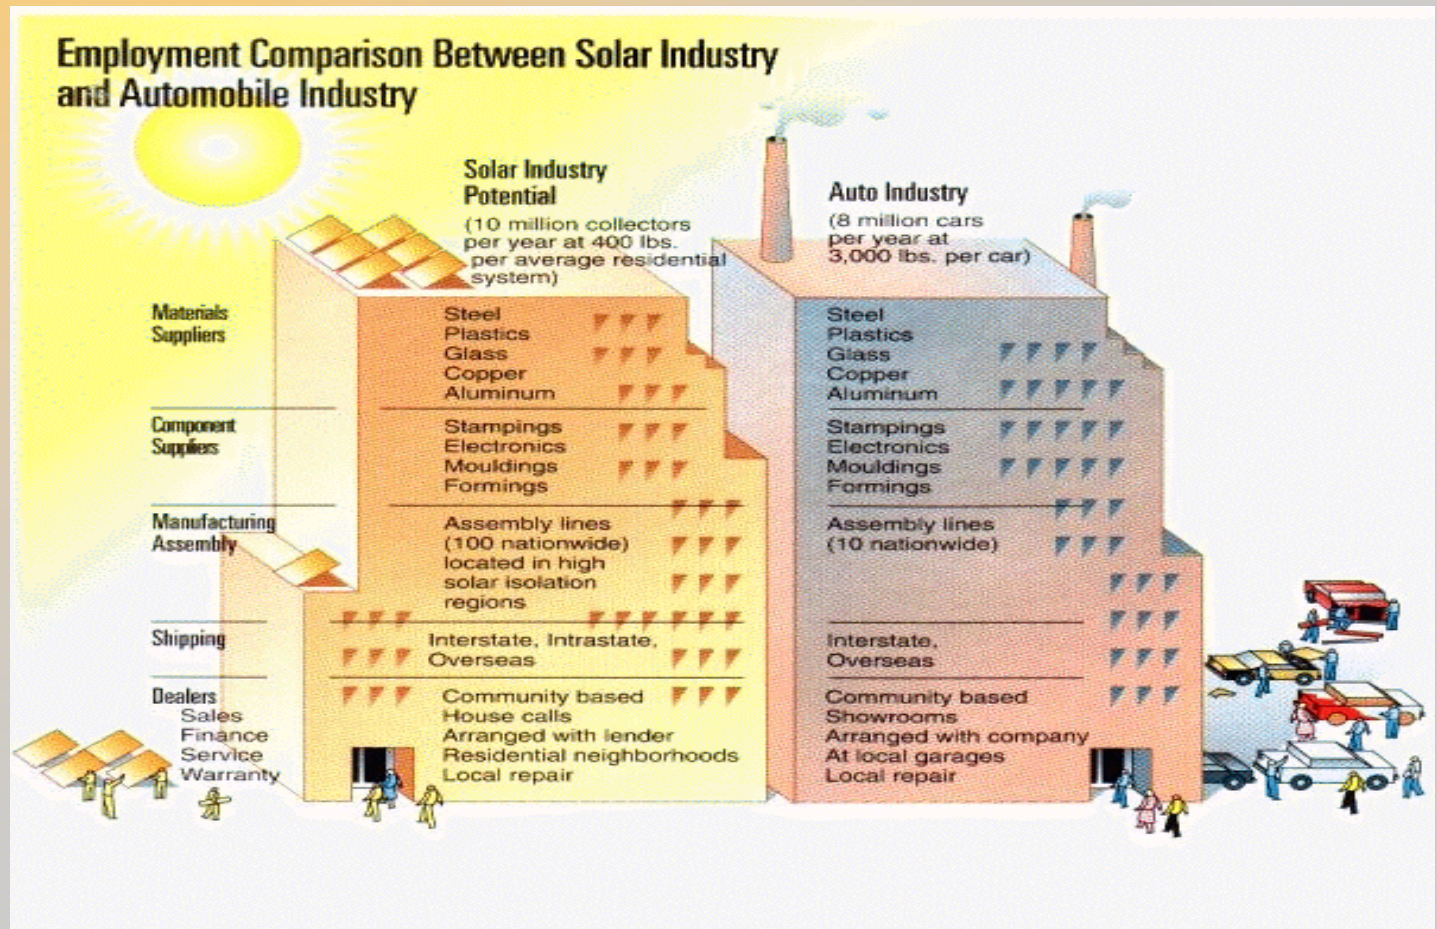 Employment Comparison Between Solar Industry
and Automobile Industry
Solar Industry
Potential
(10 million collectors
per year at 400 lbs.
per average residential
system)
Auto Industry
(8 million cars
per year at
3,000 lbs. per car)
Materials
Suppliers
Steel
Plastics
Glass
Copper
Aluminum
Steel
Plastics
Glass
Copper
Aluminum
Component
Suppliers
Stampings
Electronics
Mouldings
Formings
Stampings
Electronics
Mouldings
Formings
Manufacturing
Assembly
Assembly lines
(100 nationwide)
located in high
solar isolation
regions
Assembly lines
(10 nationwide)
Shipping
Interstate, Intrastate,
Overseas
Interstate,
Overseas
Dealers
Sales
Finance
Service
Warranty
Community based
House calls
Arranged with lender
Residential neighborhoods
Local repair
Community based
Showrooms
Arranged with company
At local garages
Local repair